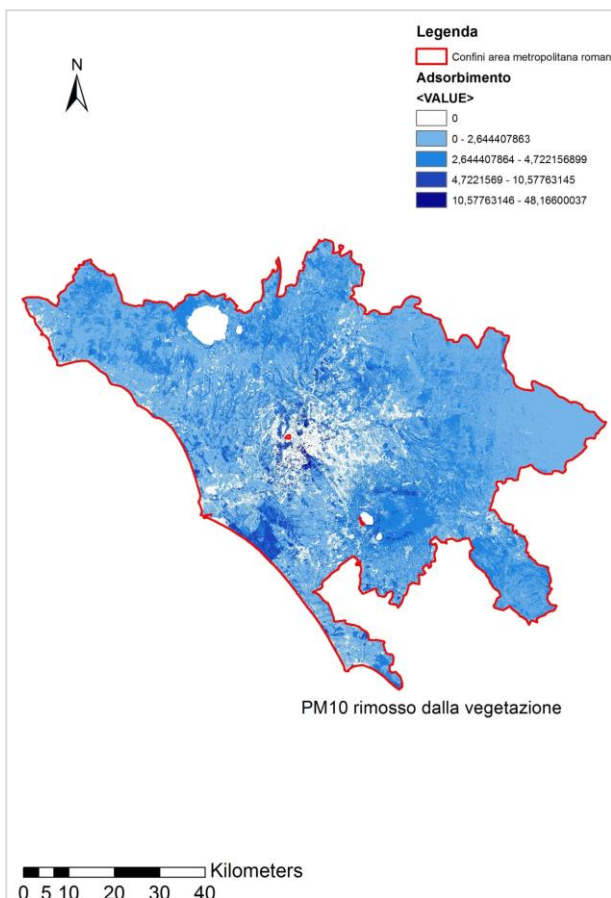 Legenda
Confini area metropolitana roman
Adsorbimento
<VALUE>
0
0 - 2,644407863
2,644407864 - 4,722156899
4,7221569 - 10,57763145
10,57763146 - 48,16600037
N
PM10 rimosso dalla vegetazione
Kilometers
0 5 10 20 30 40